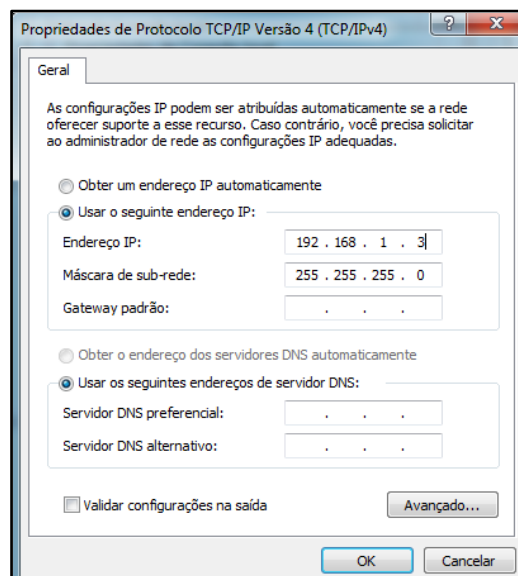 Propriedades de Protocolo TCP/IP Versão 4 (TCP/IPv4)
Geral
As configurações IP podem ser atribuídas automaticamente se a rede
oferecer suporte a esse recurso. Caso contrário, você precisa solicitar
ao administrador de rede as configurações IP adequadas.
Obter um endereço IP automaticamente
Usar o seguinte endereço IP:
Endereço IP: 192 . 168 . 1 . 3
Máscara de sub-rede: 255 . 255 . 255 . 0
Gateway padrão: . . .
Obter o endereço dos servidores DNS automaticamente
Usar os seguintes endereços de servidor DNS:
Servidor DNS preferencial: . . .
Servidor DNS alternativo: . . .
Validar configurações na saída
Avançado...
OK
Cancelar